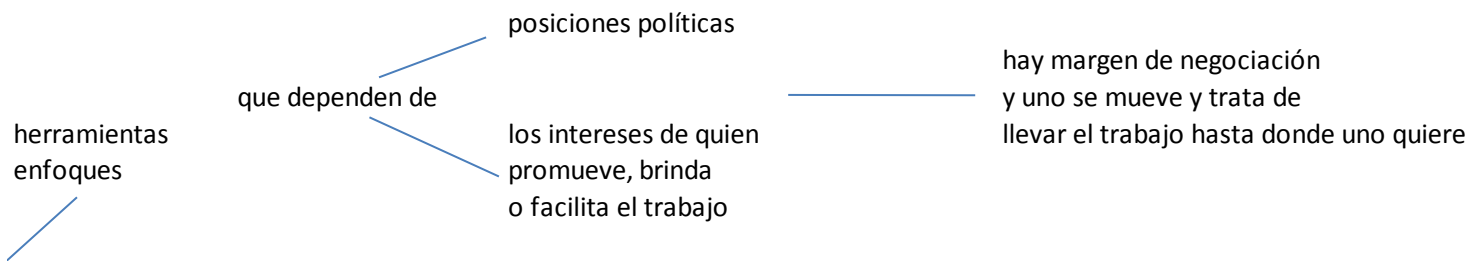 herramientas
enfoques
que dependen de
posiciones políticas
los intereses de quien
promueve, brinda
o facilita el trabajo
hay margen de negociación
y uno se mueve y trata de
llevar el trabajo hasta donde uno quiere